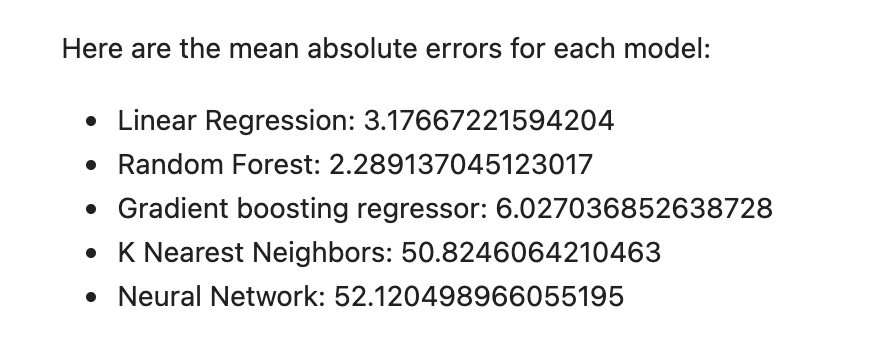 Here are the mean absolute errors for each model:
• Linear Regression: 3.17667221594204
• Random Forest: 2.289137045123017
• Gradient boosting regressor: 6.027036852638728
• K Nearest Neighbors: 50.8246064210463
• Neural Network: 52.120498966055195